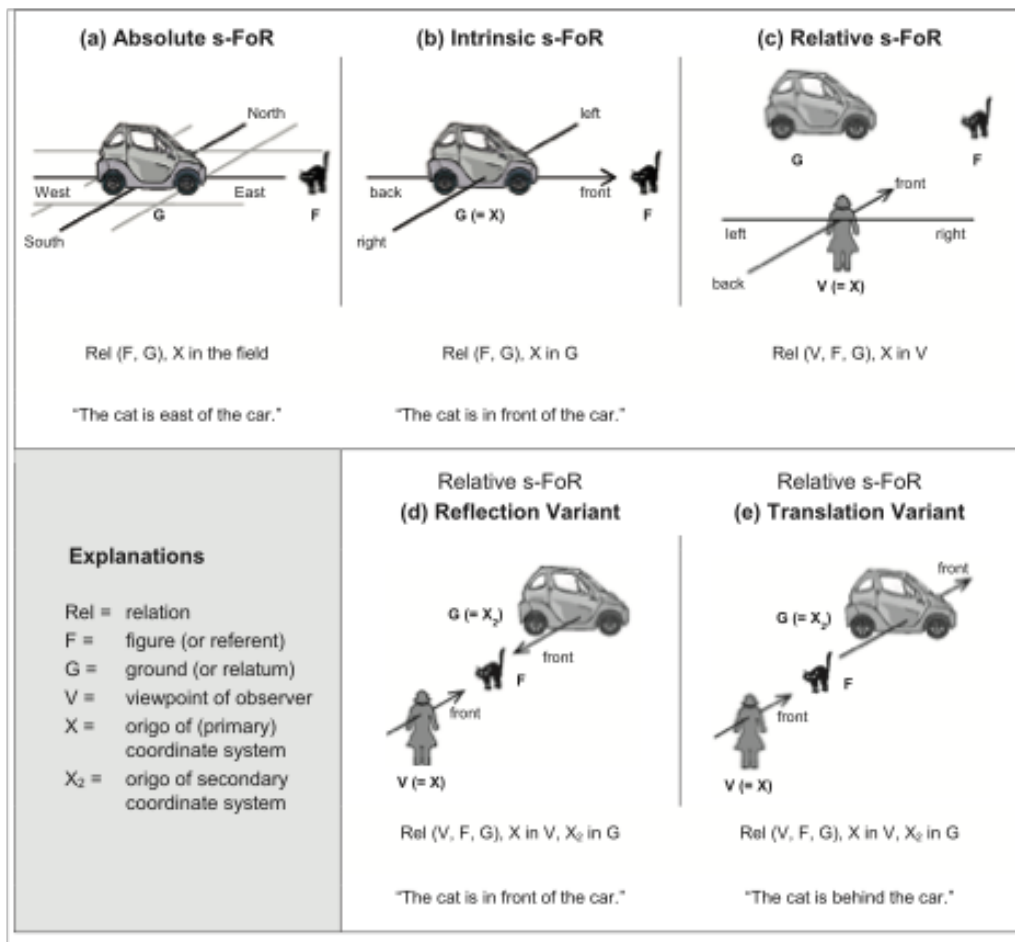 (a) Absolute s-FoR
North
West
East
G
F
South
Rel (F, G), X in the field
"The cat is east of the car."
(b) Intrinsic s-FoR
left
back
front
G (= X)
F
right
Rel (F, G), X in G
"The cat is in front of the car."
(c) Relative s-FoR
G
F
front
left
right
back
V (= X)
Rel (V, F, G), X in V
Explanations
Rel = relation
F = figure (or referent)
G = ground (or relatum)
V = viewpoint of observer
X = origo of (primary)
coordinate system
X₂ = origo of secondary
coordinate system
Relative s-FoR
(d) Reflection Variant
G (= X₂)
front
F
front
V (= X)
Rel (V, F, G), X in V, X₂ in G
"The cat is in front of the car."
Relative s-FoR
(e) Translation Variant
front
G (= X₂)
F
front
V (= X)
Rel (V, F, G), X in V, X₂ in G
"The cat is behind the car."